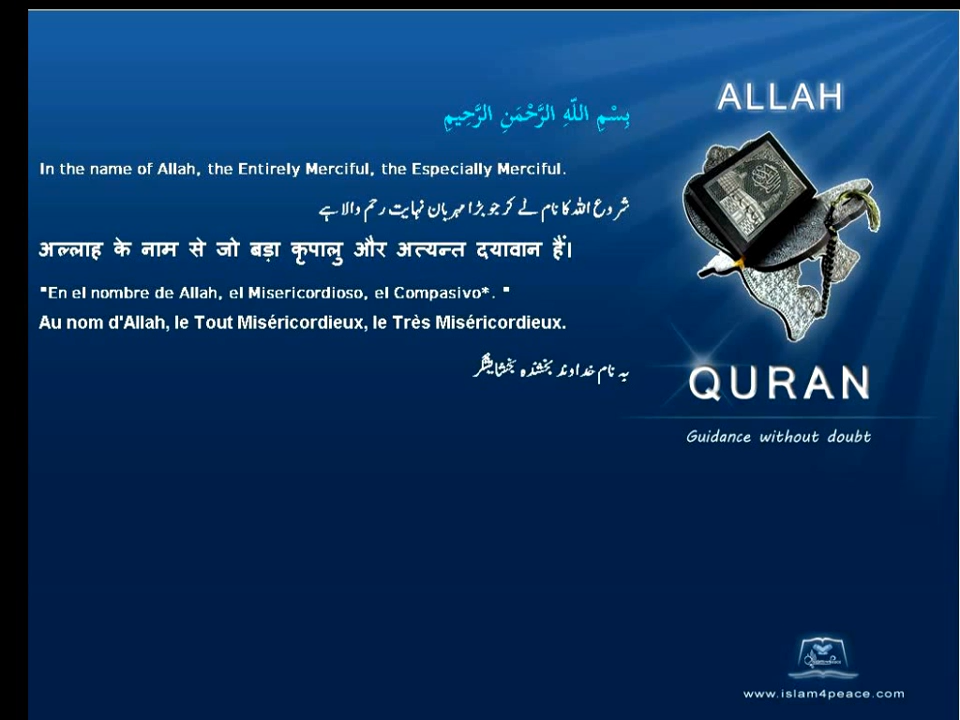 بِسْمِ اللّهِ الرَّحْمَنِ الرَّحِيمِ
In the name of Allah, the Entirely Merciful, the Especially Merciful.
شروع الله کا نام لے کر جو بڑا مہربان نہایت رحم والا ہے
अल्लाह के नाम से जो बड़ा कृपालु और अत्यन्त दयावान हैं।
"En el nombre de Allah, el Misericordioso, el Compasivo*. "
Au nom d'Allah, le Tout Miséricordieux, le Très Miséricordieux.
به نام خداوند بخشنده بخشایشگر
ALLAH
QURAN
Guidance without doubt
www.islam4peace.com